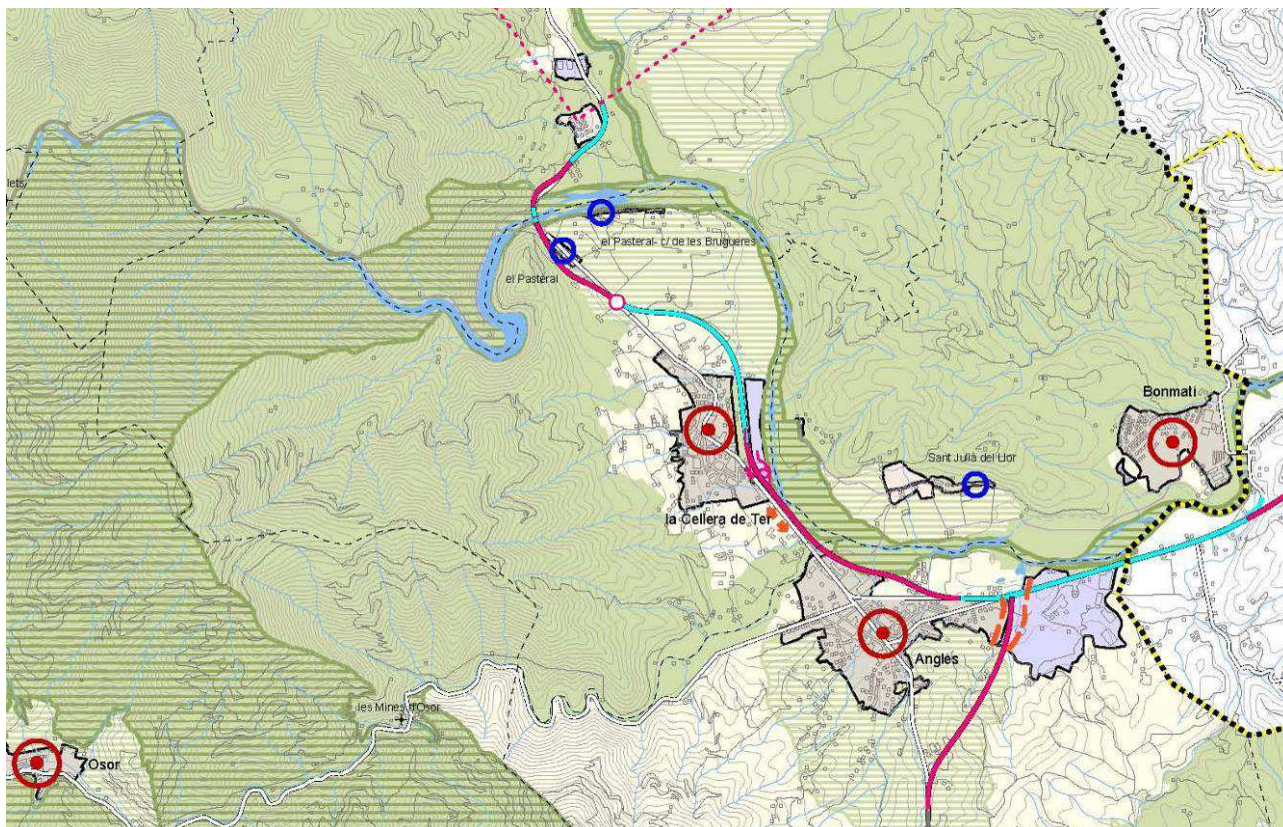 lets
el Pasteral- c/ de les Brugueres
el Pasteral
Bonmatí
Sant Julià del Llor
la Cellera de Ter
Anglès
les Mines d'Osor
Osor